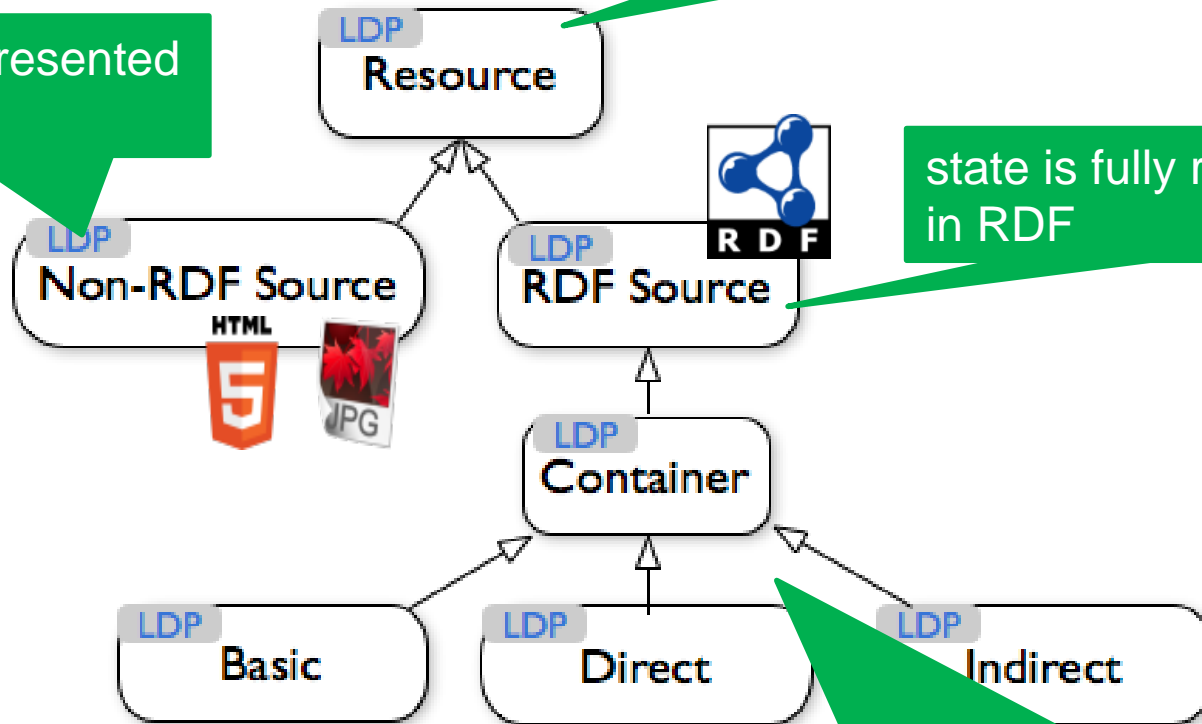 LDP
Resource
resented
RDF
state is fully r
in RDF
LDP
Non-RDF Source
LDP
RDF Source
HTML
5
JPG
LDP
Container
LDP
Basic
LDP
Direct
LDP
Indirect